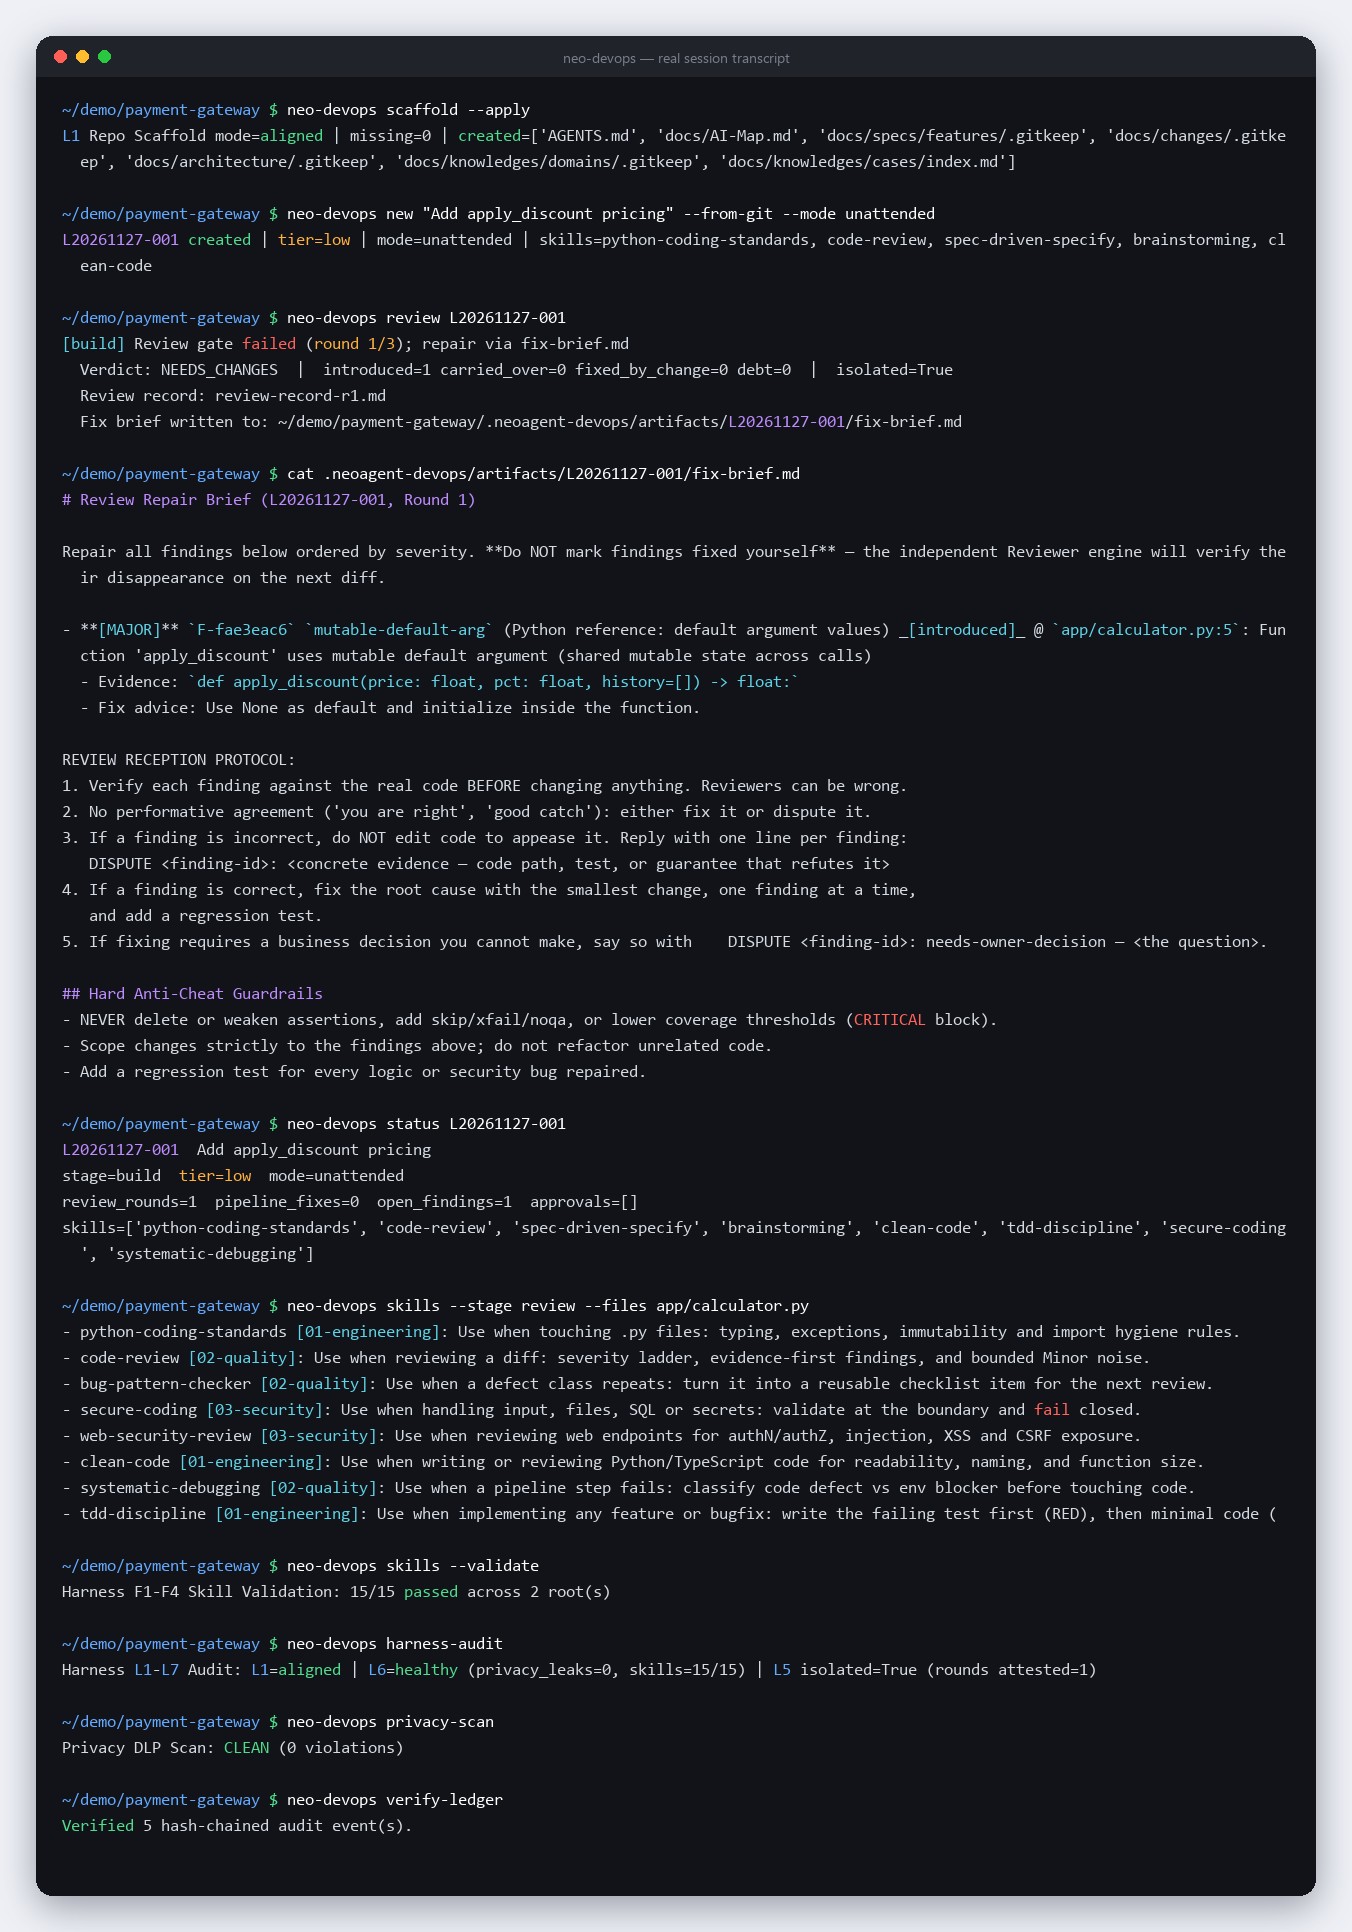 neo-devops — real session transcript
~/demo/payment-gateway $ neo-devops scaffold --apply
L1 Repo Scaffold mode=aligned | missing=0 | created=['AGENTS.md', 'docs/AI-Map.md', 'docs/specs/features/.gitkeep', 'docs/changes/.gitke
ep', 'docs/architecture/.gitkeep', 'docs/knowledges/domains/.gitkeep', 'docs/knowledges/cases/index.md']
~/demo/payment-gateway $ neo-devops new "Add apply_discount pricing" --from-git --mode unattended
L20261127-001 created | tier=low | mode=unattended | skills=python-coding-standards, code-review, spec-driven-specify, brainstorming, cl
ean-code
~/demo/payment-gateway $ neo-devops review L20261127-001
[build] Review gate failed (round 1/3); repair via fix-brief.md
Verdict: NEEDS_CHANGES | introduced=1 carried_over=0 fixed_by_change=0 debt=0 | isolated=True
Review record: review-record-r1.md
Fix brief written to: ~/demo/payment-gateway/.neoagent-devops/artifacts/L20261127-001/fix-brief.md
~/demo/payment-gateway $ cat .neoagent-devops/artifacts/L20261127-001/fix-brief.md
# Review Repair Brief (L20261127-001, Round 1)
Repair all findings below ordered by severity. **Do NOT mark findings fixed yourself** — the independent Reviewer engine will verify the
ir disappearance on the next diff.
- **[MAJOR]** `F-fae3eac6` `mutable-default-arg` (Python reference: default argument values) _[introduced]_ @ `app/calculator.py:5`: Fun
ction 'apply_discount' uses mutable default argument (shared mutable state across calls)
- Evidence: `def apply_discount(price: float, pct: float, history=[]) -> float:`
- Fix advice: Use None as default and initialize inside the function.
REVIEW RECEPTION PROTOCOL:
1. Verify each finding against the real code BEFORE changing anything. Reviewers can be wrong.
2. No performative agreement ('you are right', 'good catch'): either fix it or dispute it.
3. If a finding is incorrect, do NOT edit code to appease it. Reply with one line per finding:
DISPUTE <finding-id>: <concrete evidence — code path, test, or guarantee that refutes it>
4. If a finding is correct, fix the root cause with the smallest change, one finding at a time,
and add a regression test.
5. If fixing requires a business decision you cannot make, say so with    DISPUTE <finding-id>: needs-owner-decision — <the question>.
## Hard Anti-Cheat Guardrails
- NEVER delete or weaken assertions, add skip/xfail/noqa, or lower coverage thresholds (CRITICAL block).
- Scope changes strictly to the findings above; do not refactor unrelated code.
- Add a regression test for every logic or security bug repaired.
~/demo/payment-gateway $ neo-devops status L20261127-001
L20261127-001  Add apply_discount pricing
stage=build  tier=low  mode=unattended
review_rounds=1  pipeline_fixes=0  open_findings=1  approvals=[]
skills=['python-coding-standards', 'code-review', 'spec-driven-specify', 'brainstorming', 'clean-code', 'tdd-discipline', 'secure-coding
', 'systematic-debugging']
~/demo/payment-gateway $ neo-devops skills --stage review --files app/calculator.py
- python-coding-standards [01-engineering]: Use when touching .py files: typing, exceptions, immutability and import hygiene rules.
- code-review [02-quality]: Use when reviewing a diff: severity ladder, evidence-first findings, and bounded Minor noise.
- bug-pattern-checker [02-quality]: Use when a defect class repeats: turn it into a reusable checklist item for the next review.
- secure-coding [03-security]: Use when handling input, files, SQL or secrets: validate at the boundary and fail closed.
- web-security-review [03-security]: Use when reviewing web endpoints for authN/authZ, injection, XSS and CSRF exposure.
- clean-code [01-engineering]: Use when writing or reviewing Python/TypeScript code for readability, naming, and function size.
- systematic-debugging [02-quality]: Use when a pipeline step fails: classify code defect vs env blocker before touching code.
- tdd-discipline [01-engineering]: Use when implementing any feature or bugfix: write the failing test first (RED), then minimal code (
~/demo/payment-gateway $ neo-devops skills --validate
Harness F1-F4 Skill Validation: 15/15 passed across 2 root(s)
~/demo/payment-gateway $ neo-devops harness-audit
Harness L1-L7 Audit: L1=aligned | L6=healthy (privacy_leaks=0, skills=15/15) | L5 isolated=True (rounds attested=1)
~/demo/payment-gateway $ neo-devops privacy-scan
Privacy DLP Scan: CLEAN (0 violations)
~/demo/payment-gateway $ neo-devops verify-ledger
Verified 5 hash-chained audit event(s).